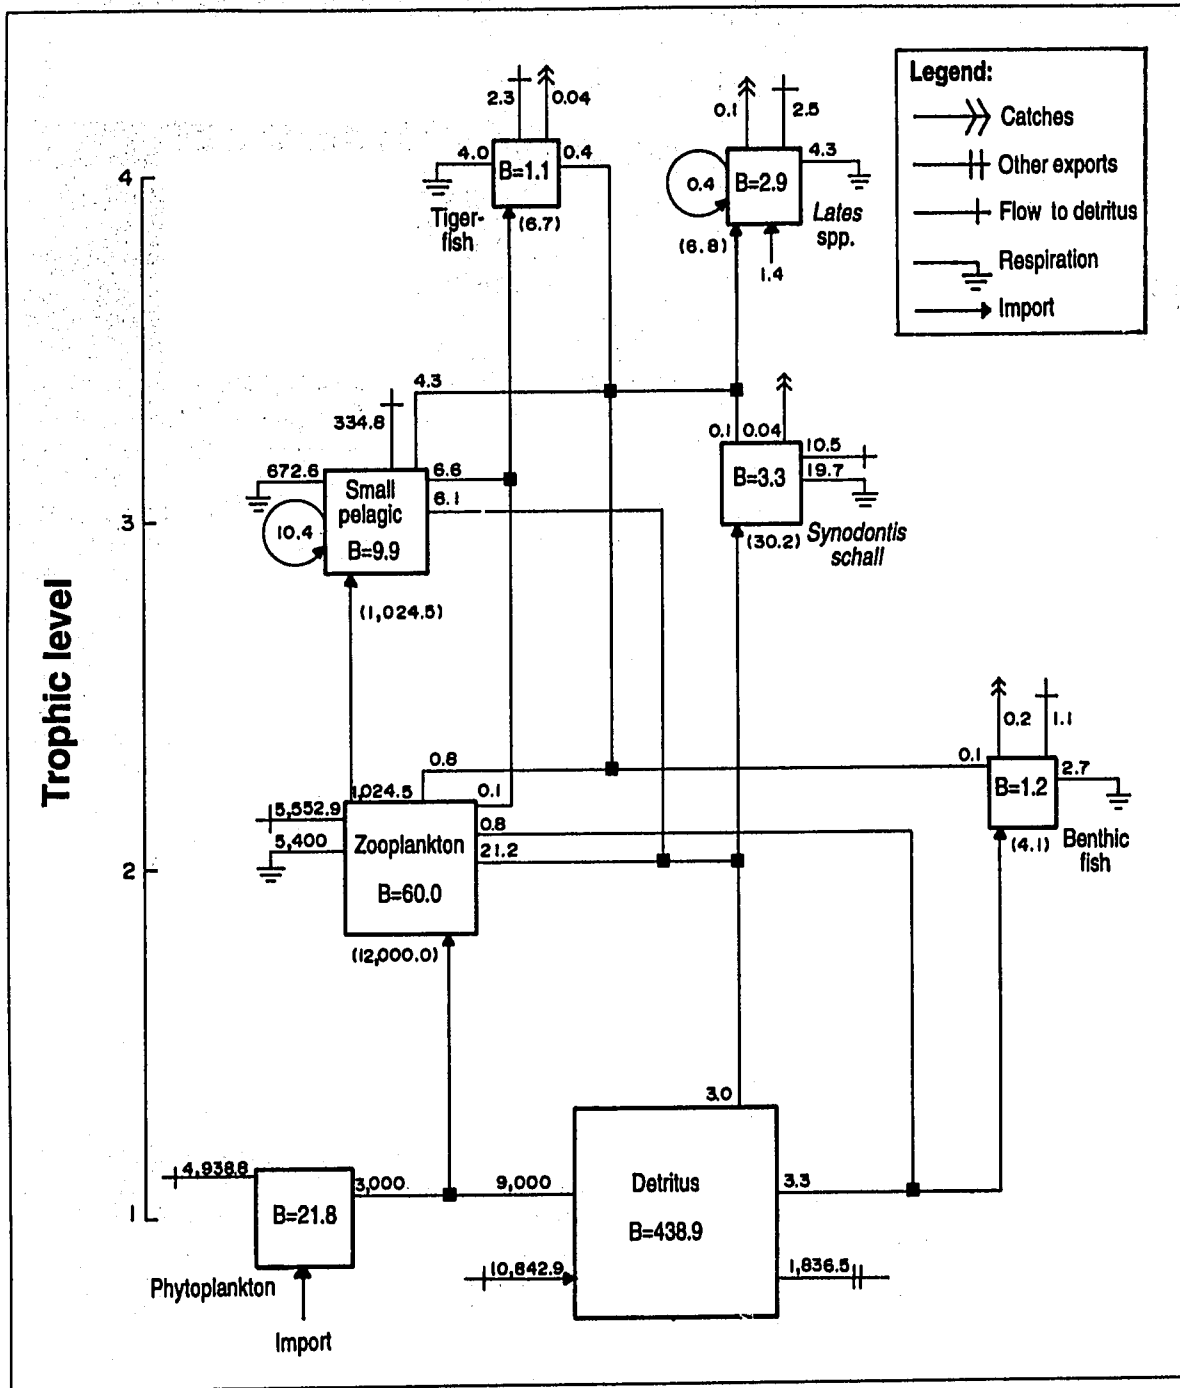 Legend:
Catches
Other exports
Flow to detritus
Respiration
Import
2.3
0.04
4.0
B=1.1
0.4
Tiger-
fish
(6.7)
0.1
2.5
0.4
B=2.9
4.3
(6.8)
Lates
spp.
1.4
4
4.3
334.8
672.6
Small
pelagic
B=9.9
6.6
6.1
10.4
(1,024.5)
0.1
0.04
10.5
B=3.3
19.7
(30.2)
Synodontis
schall
3
Trophic level
0.8
1,024.5
0.1
5,552.9
5,400
Zooplankton
B=60.0
0.8
21.2
(12,000.0)
0.2
1.1
0.1
B=1.2
2.7
(4.1)
Benthic
fish
2
3.0
4,938.8
3,000
9,000
Detritus
B=438.9
3.3
B=21.8
1
10,842.9
1,836.5
Phytoplankton
Import